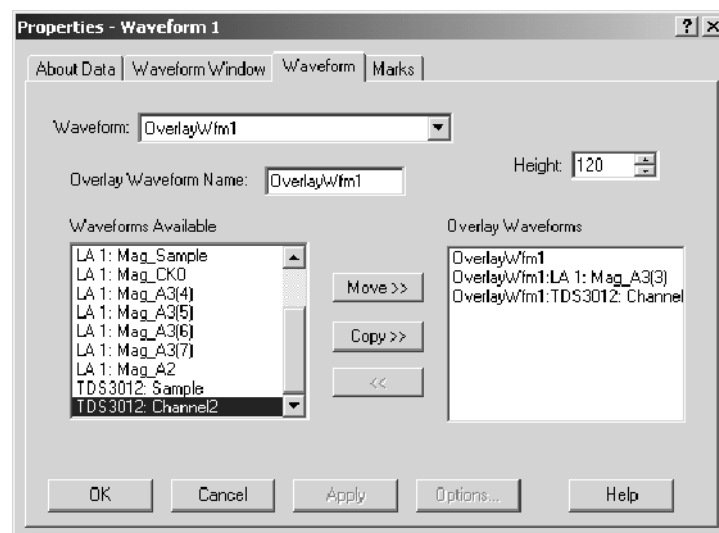 Properties - Waveform 1
About Data Waveform Window Waveform Marks
Waveform: OverlayWfm1
Overlay Waveform Name: OverlayWfm1 Height: 120
Waveforms Available
LA 1: Mag_Sample
LA 1: Mag_CK0
LA 1: Mag_A3(4)
LA 1: Mag_A3(5)
LA 1: Mag_A3(6)
LA 1: Mag_A3(7)
LA 1: Mag_A2
TDS3012: Sample
TDS3012: Channel2
Move >>
Copy >>
<<
Overlay Waveforms
OverlayWfm1
OverlayWfm1:LA 1: Mag_A3(3)
OverlayWfm1:TDS3012: Channel
OK Cancel Apply Options... Help